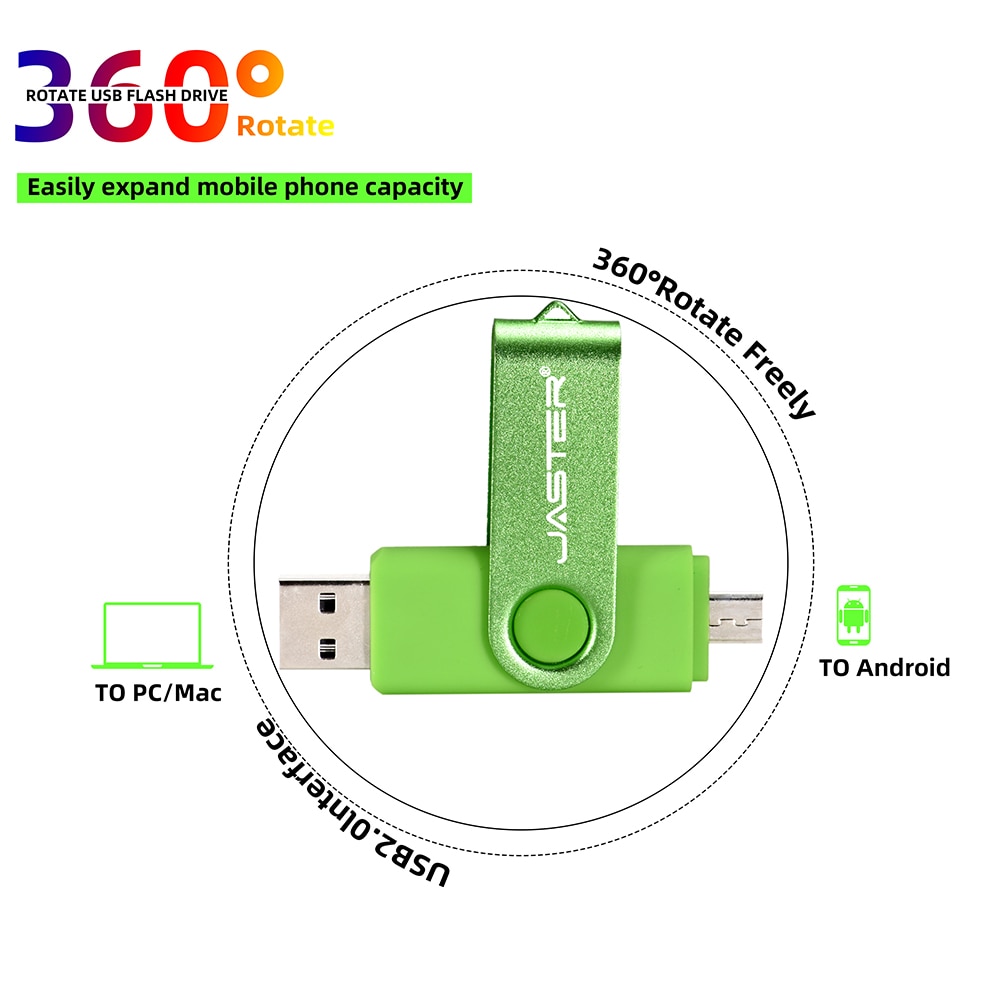 360°
ROTATE USB FLASH DRIVE
Rotate
Easily expand mobile phone capacity
360°Rotate Freely
JASTER®
TO PC/Mac
TO Android
USB2.0Interface